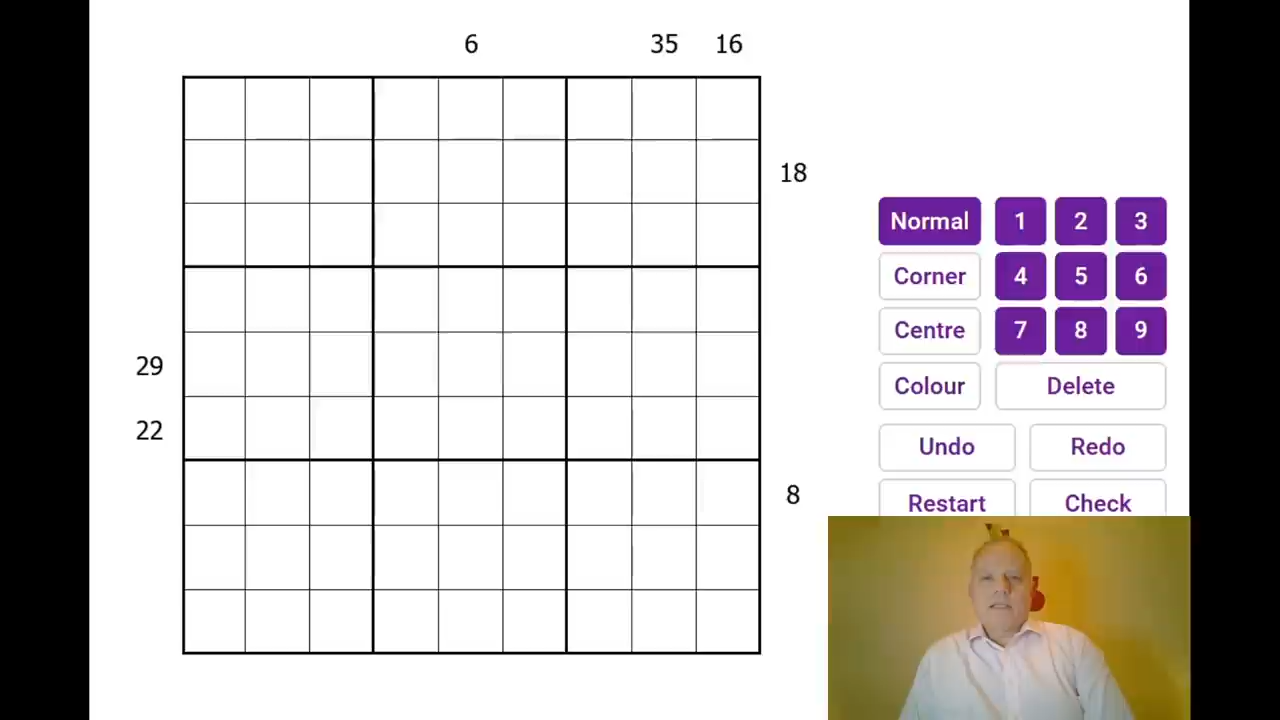 6 35 16
18
Normal 1 2 3
Corner 4 5 6
Centre 7 8 9
29
Colour Delete
22
Undo Redo
8
Restart Check